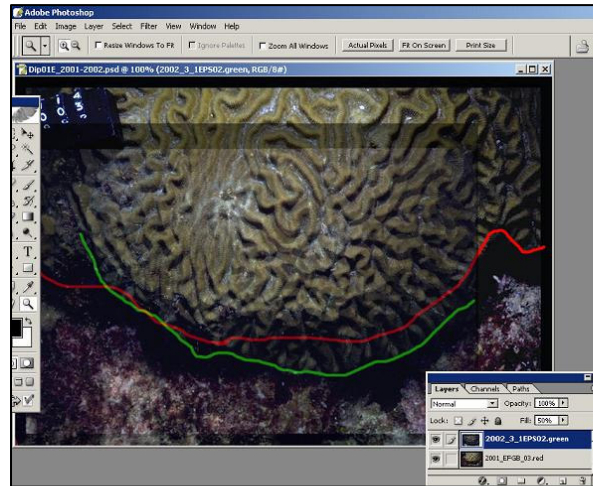 Adobe Photoshop
File Edit Image Layer Select Filter View Window Help
Resize Windows To Fit Ignore Palettes Zoom All Windows Actual Pixels Fit On Screen Print Size
Dip01E_2001-2002.psd @ 100% (2002_3_1EPS02.green, RGB/8#)
Layers Channels Paths
Normal Opacity: 100%
Lock: Fill: 50%
2002_3_1EPS02.green
2001_EFGB_03.red